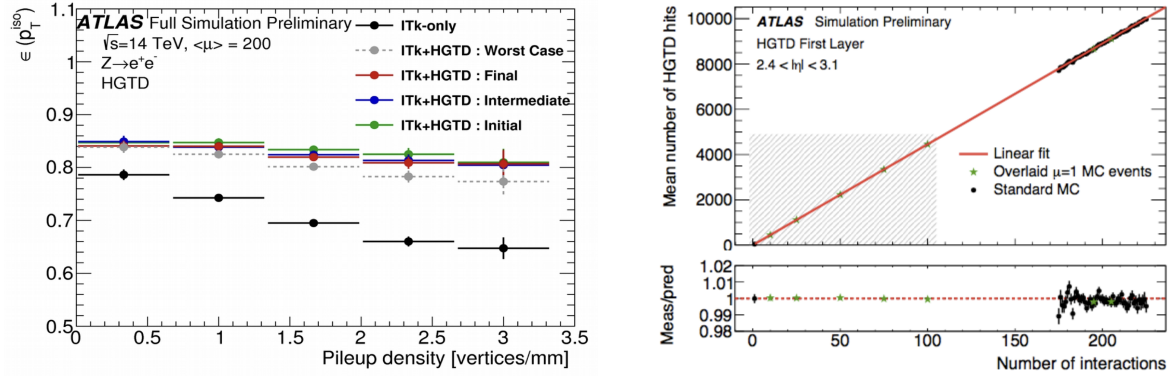 ATLAS Full Simulation Preliminary
√s=14 TeV, <μ> = 200
Z→e⁺e⁻
HGTD
ITk-only
ITk+HGTD : Worst Case
ITk+HGTD : Final
ITk+HGTD : Intermediate
ITk+HGTD : Initial
ε (p_T^iso)
1.1
1
0.9
0.8
0.7
0.6
0.5
0 0.5 1 1.5 2 2.5 3 3.5
Pileup density [vertices/mm]
ATLAS Simulation Preliminary
HGTD First Layer
2.4 < |η| < 3.1
Mean number of HGTD hits
10000
8000
6000
4000
2000
0
Linear fit
Overlaid μ=1 MC events
Standard MC
Meas/pred
1.02
1.01
1
0.99
0.98
0 50 100 150 200
Number of interactions